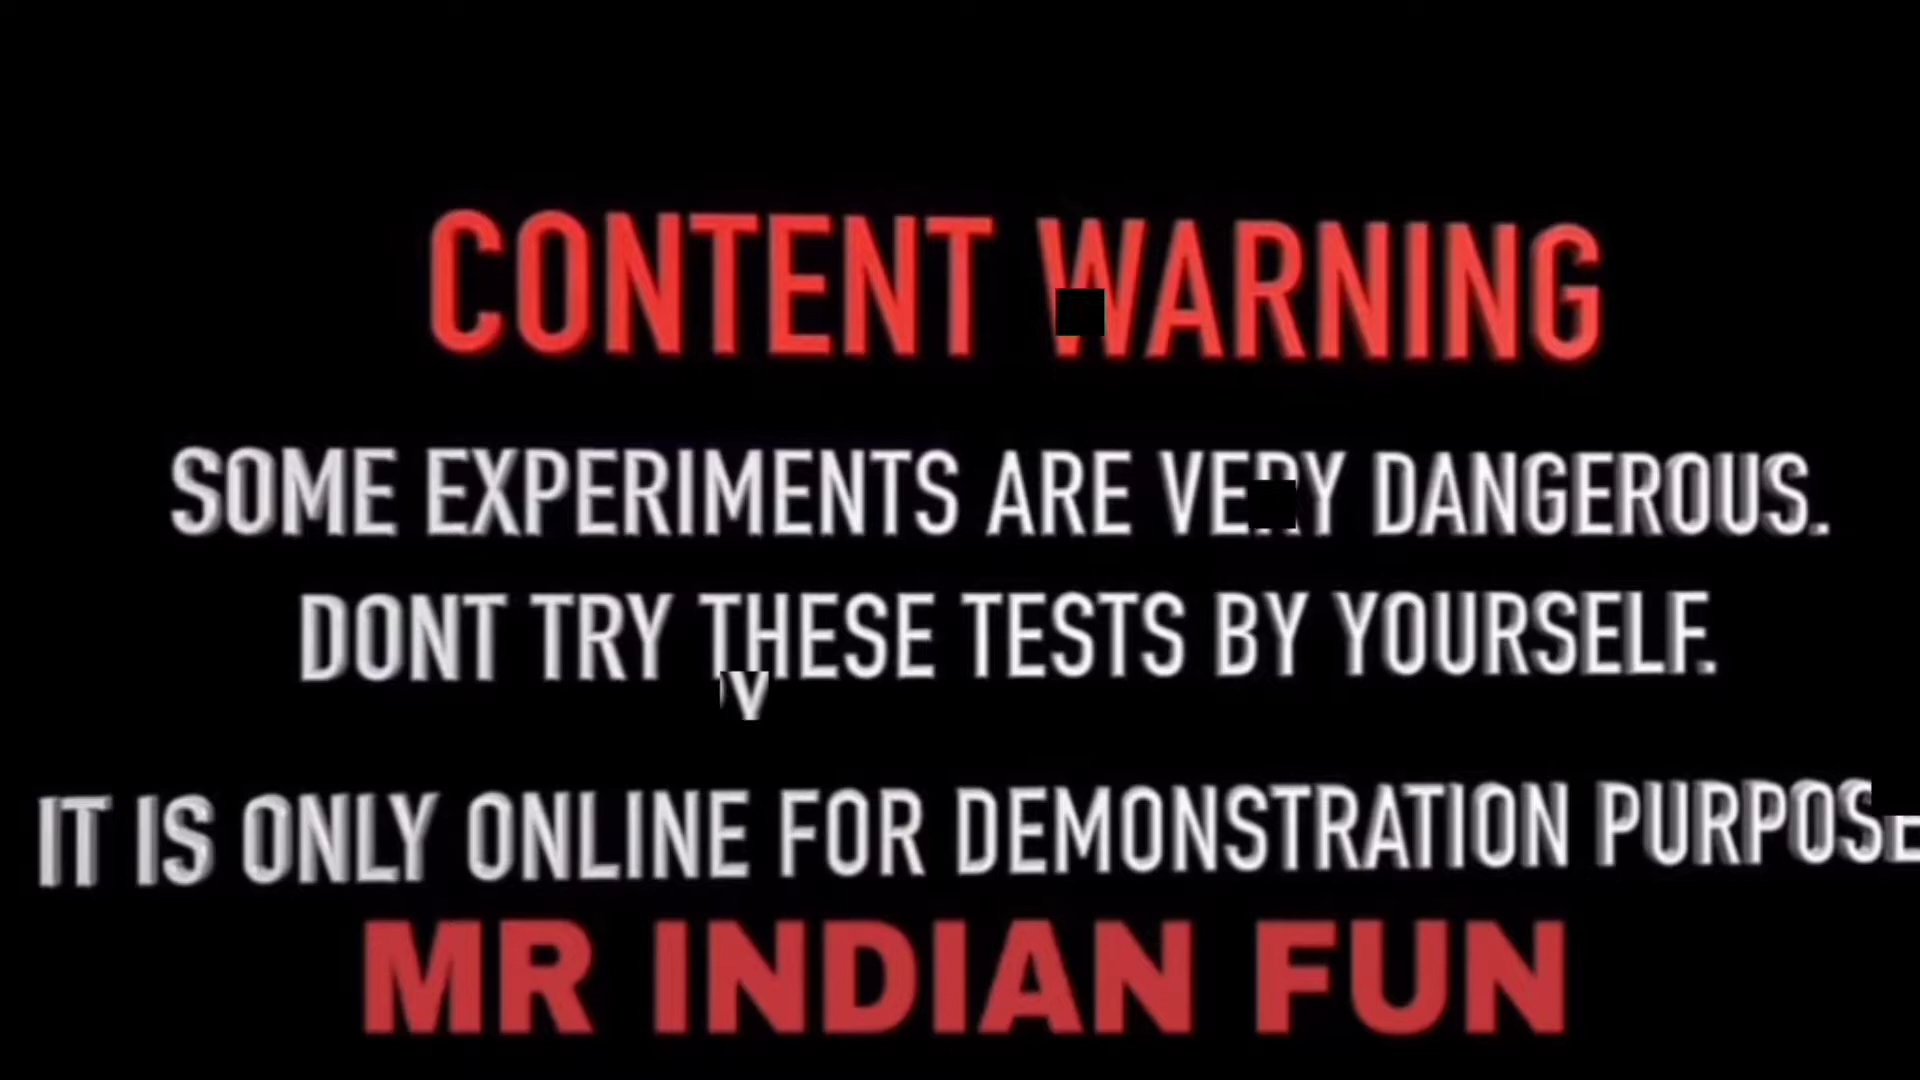 CONTENT WARNING
SOME EXPERIMENTS ARE VERY DANGEROUS.
DONT TRY THESE TESTS BY YOURSELF.
IT IS ONLY ONLINE FOR DEMONSTRATION PURPOSE
MR INDIAN FUN